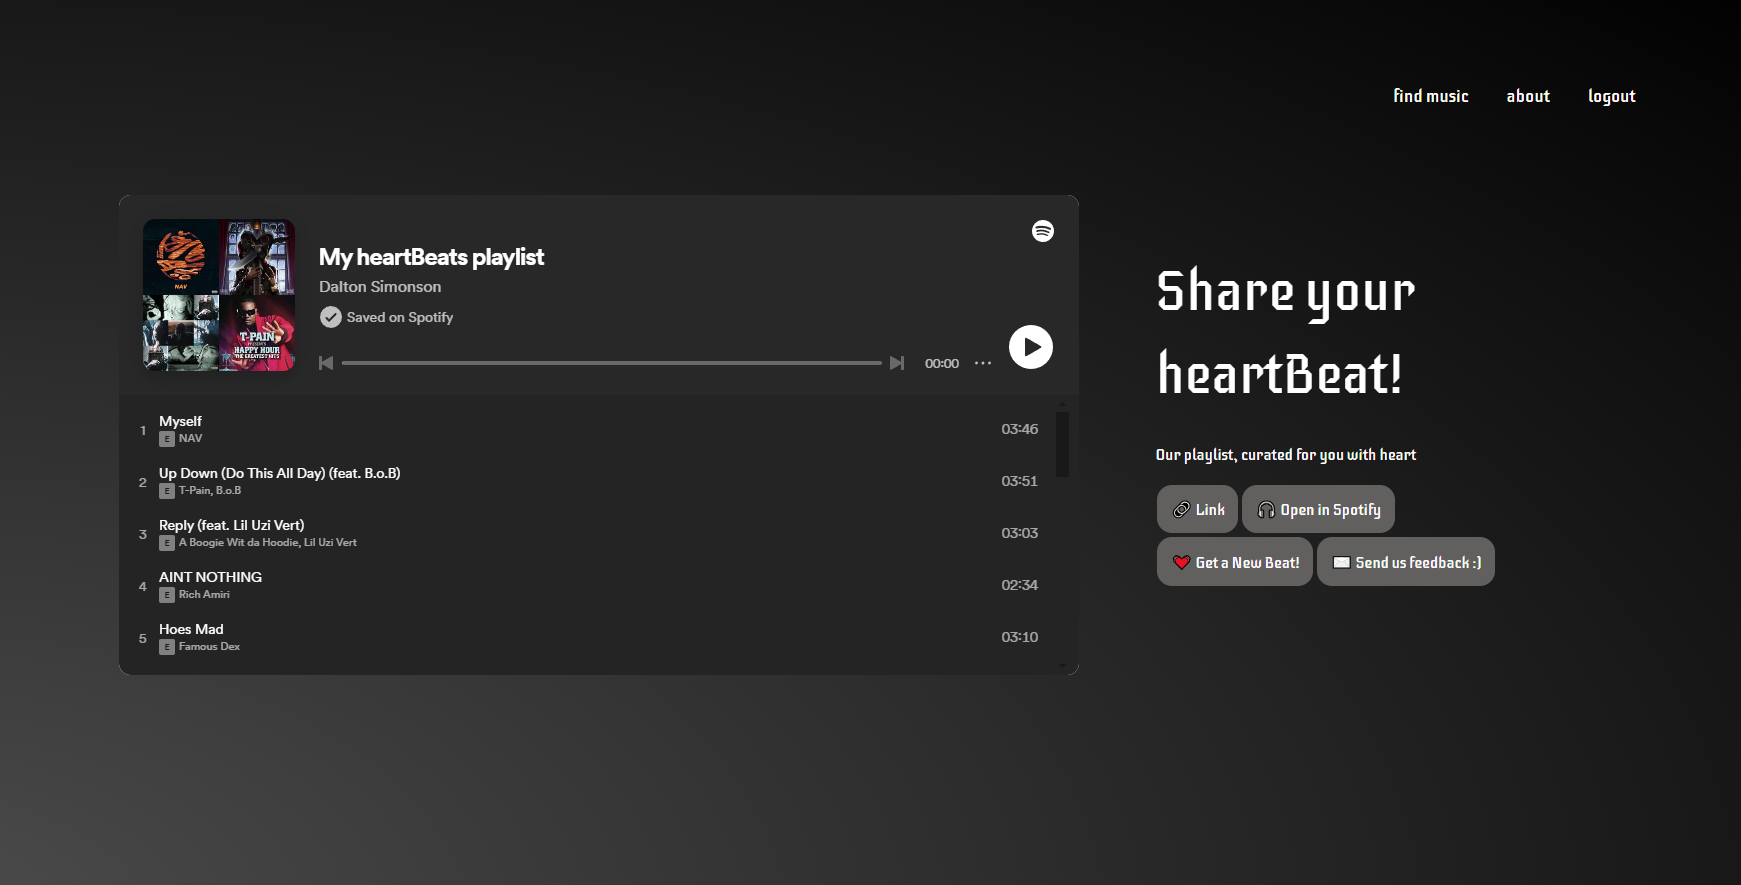 find music about logout
My heartBeats playlist
Dalton Simonson
Saved on Spotify
00:00
NAV
T-PAIN
HAPPY HOUR
THE GREATEST HITS
1 Myself 03:46
E NAV
2 Up Down (Do This All Day) (feat. B.o.B) 03:51
E T-Pain, B.o.B
3 Reply (feat. Lil Uzi Vert) 03:03
E A Boogie Wit da Hoodie, Lil Uzi Vert
4 AINT NOTHING 02:34
E Rich Amiri
5 Hoes Mad 03:10
E Famous Dex
Share your
heartBeat!
Our playlist, curated for you with heart
Link Open in Spotify
Get a New Beat! Send us feedback :)